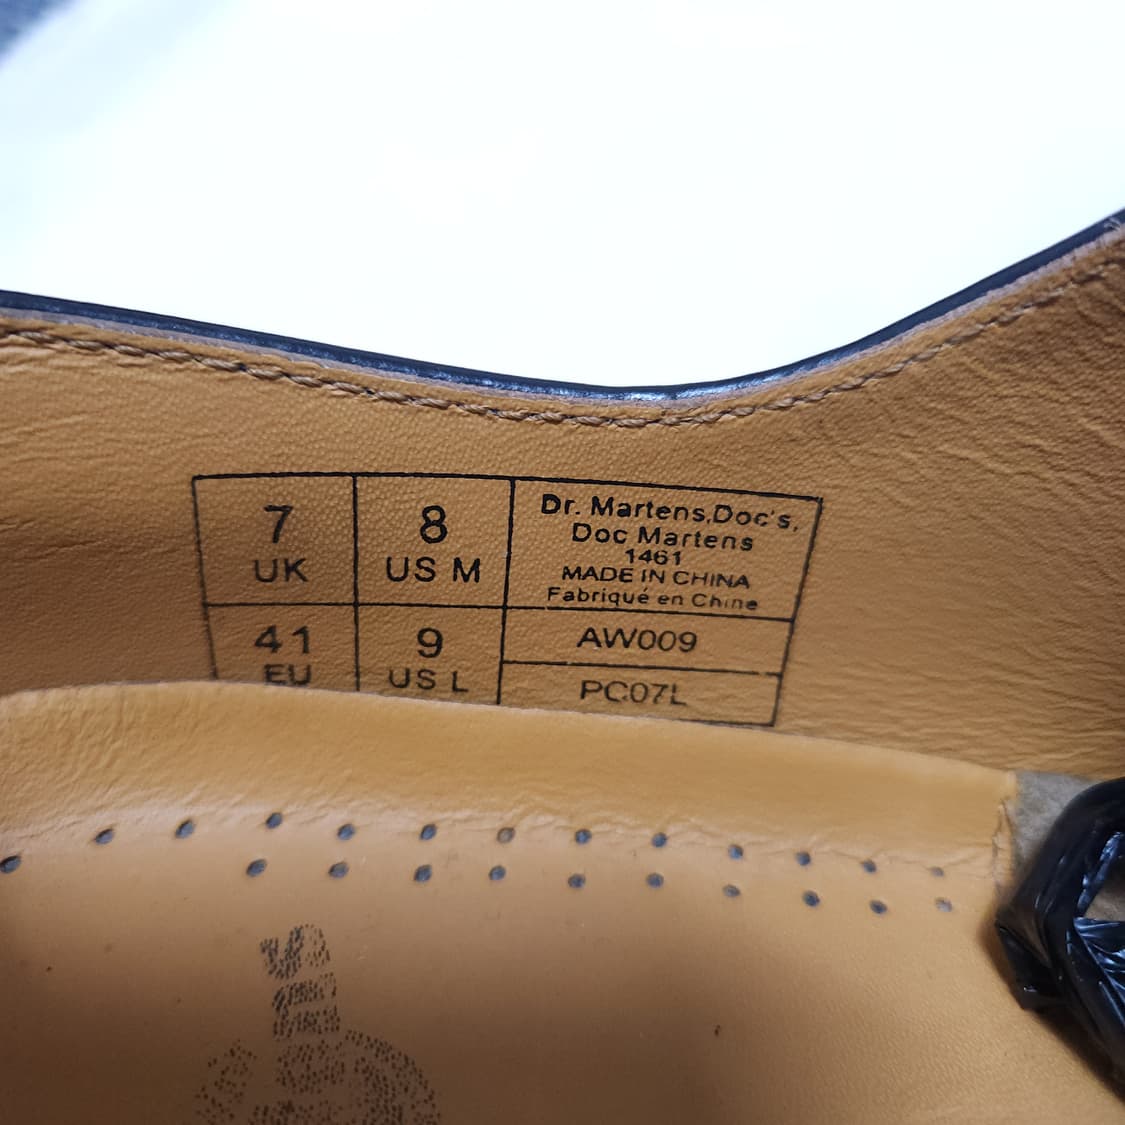 7
UK
8
US M
Dr. Martens,Doc's,
Doc Martens
1461
MADE IN CHINA
Fabriqué en Chine
41
EU
9
US L
AW009
PC07L